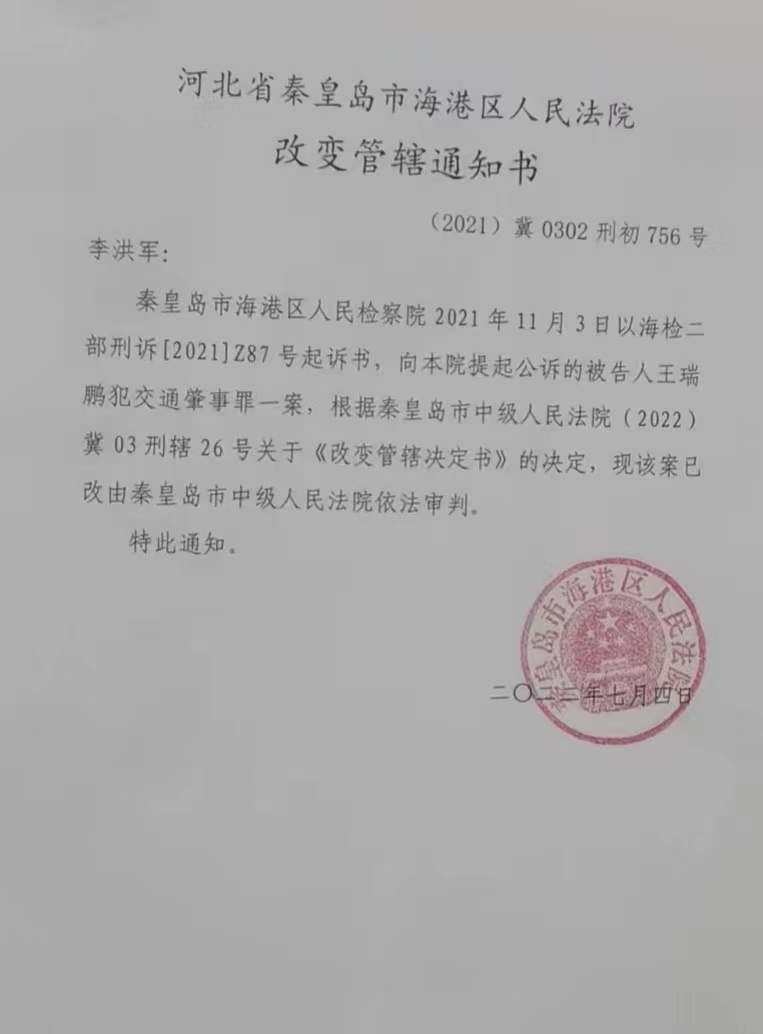 河北省秦皇岛市海港区人民法院
改变管辖通知书
（2021）冀 0302 刑初 756 号
李洪军：
秦皇岛市海港区人民检察院 2021 年 11 月 3 日以海检二
部刑诉[2021]Z87 号起诉书，向本院提起公诉的被告人王瑞
鹏犯交通肇事罪一案，根据秦皇岛市中级人民法院（2022）
冀 03 刑辖 26 号关于《改变管辖决定书》的决定，现该案已
改由秦皇岛市中级人民法院依法审判。
特此通知。
秦皇岛市海港区人民法院
二〇二二年七月四日